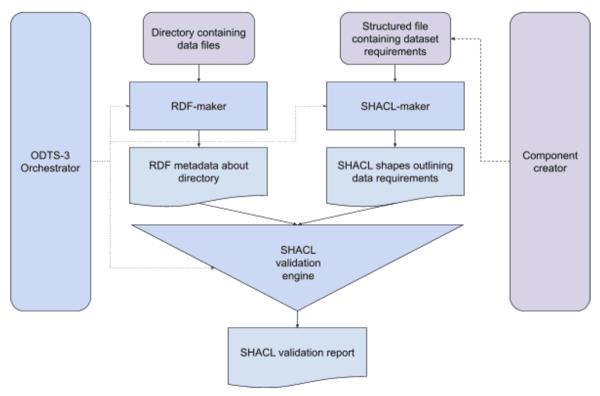 Directory containing
data files
Structured file
containing dataset
requirements
RDF-maker
SHACL-maker
ODTS-3
Orchestrator
RDF metadata about
directory
SHACL shapes outlining
data requirements
Component
creator
SHACL
validation
engine
SHACL validation report